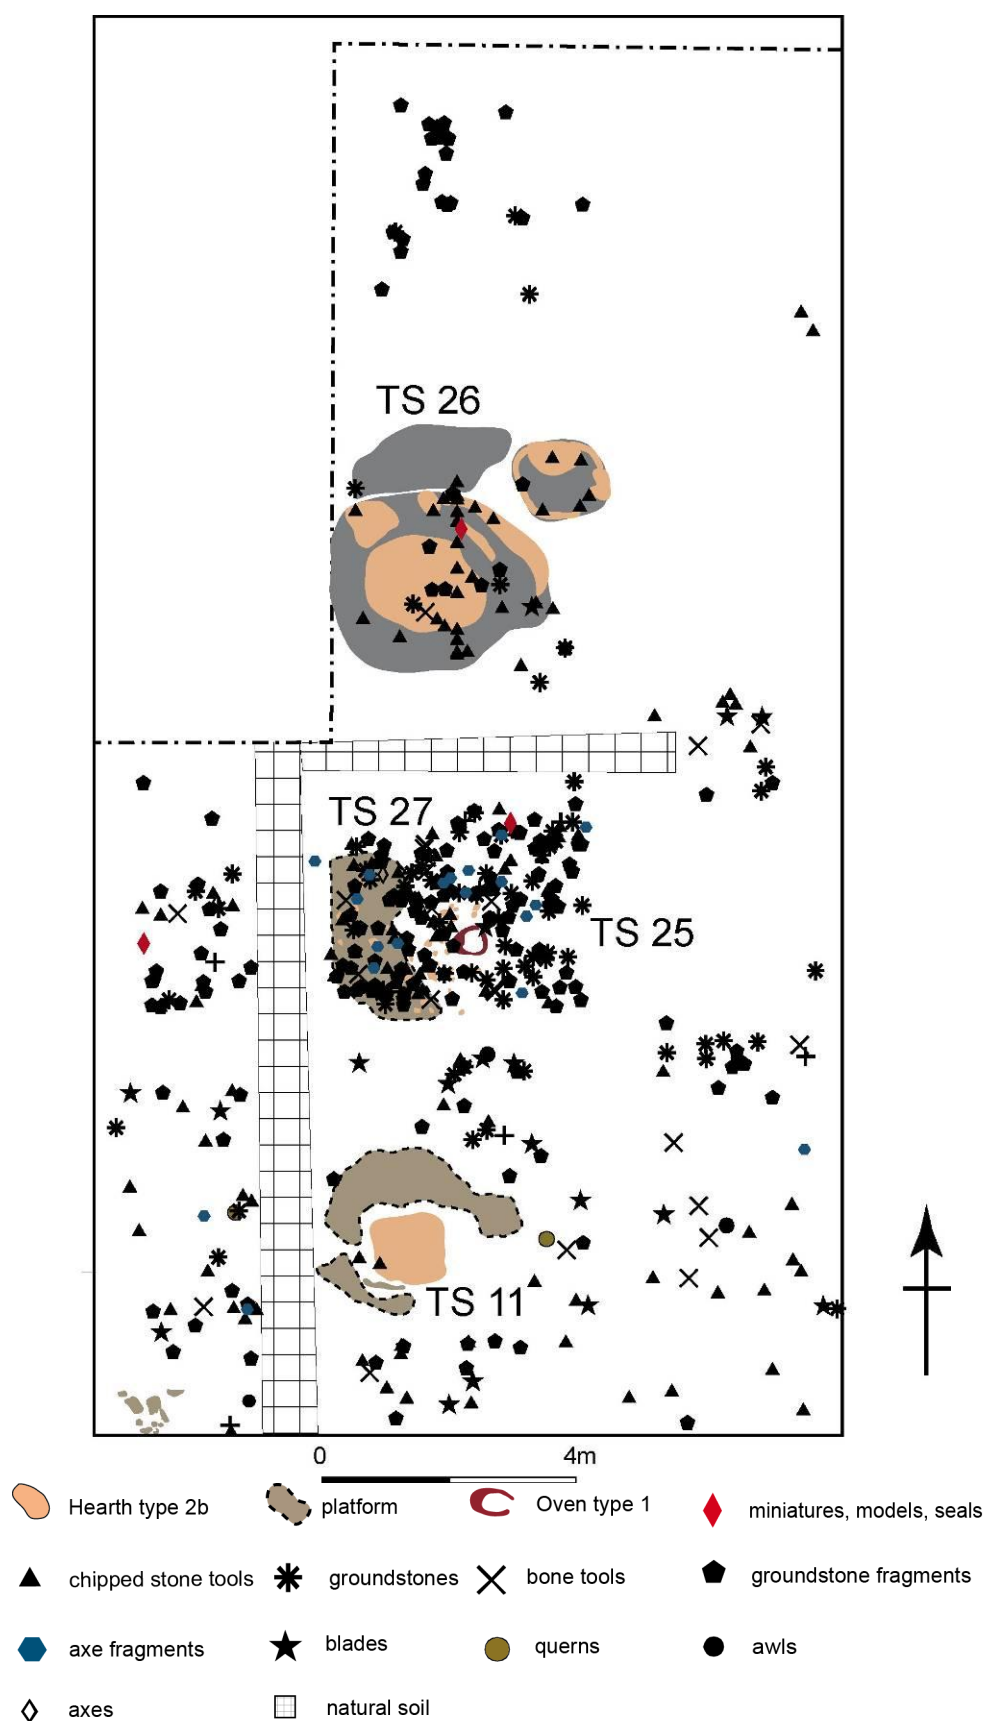 TS 26
TS 27
TS 25
TS 11
0 4m
Hearth type 2b platform Oven type 1 miniatures, models, seals
chipped stone tools groundstones bone tools groundstone fragments
axe fragments blades querns awls
axes natural soil